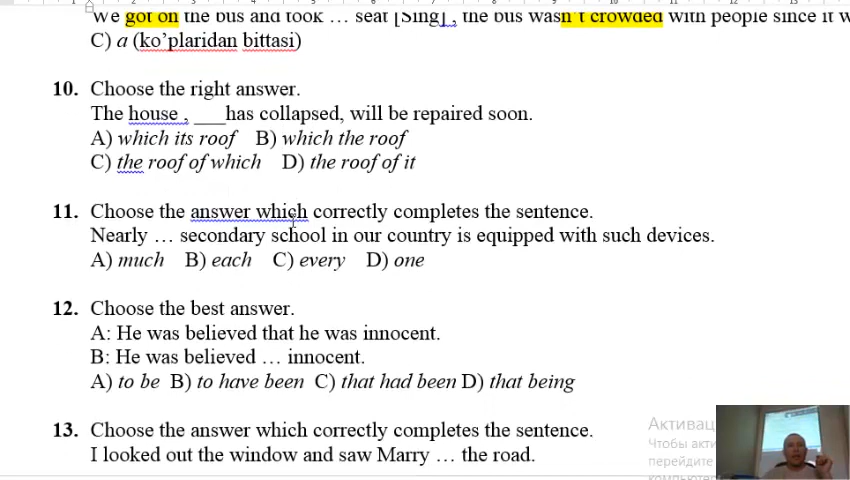 We got on the bus and took … seat [Sing] , the bus wasn't crowded with people since it w
C) a (ko'plaridan bittasi)
10. Choose the right answer.
The house , ___has collapsed, will be repaired soon.
A) which its roof B) which the roof
C) the roof of which D) the roof of it
11. Choose the answer which correctly completes the sentence.
Nearly … secondary school in our country is equipped with such devices.
A) much B) each C) every D) one
12. Choose the best answer.
A: He was believed that he was innocent.
B: He was believed … innocent.
A) to be B) to have been C) that had been D) that being
13. Choose the answer which correctly completes the sentence.
I looked out the window and saw Marry … the road.
Активац
Чтобы акти
перейдите